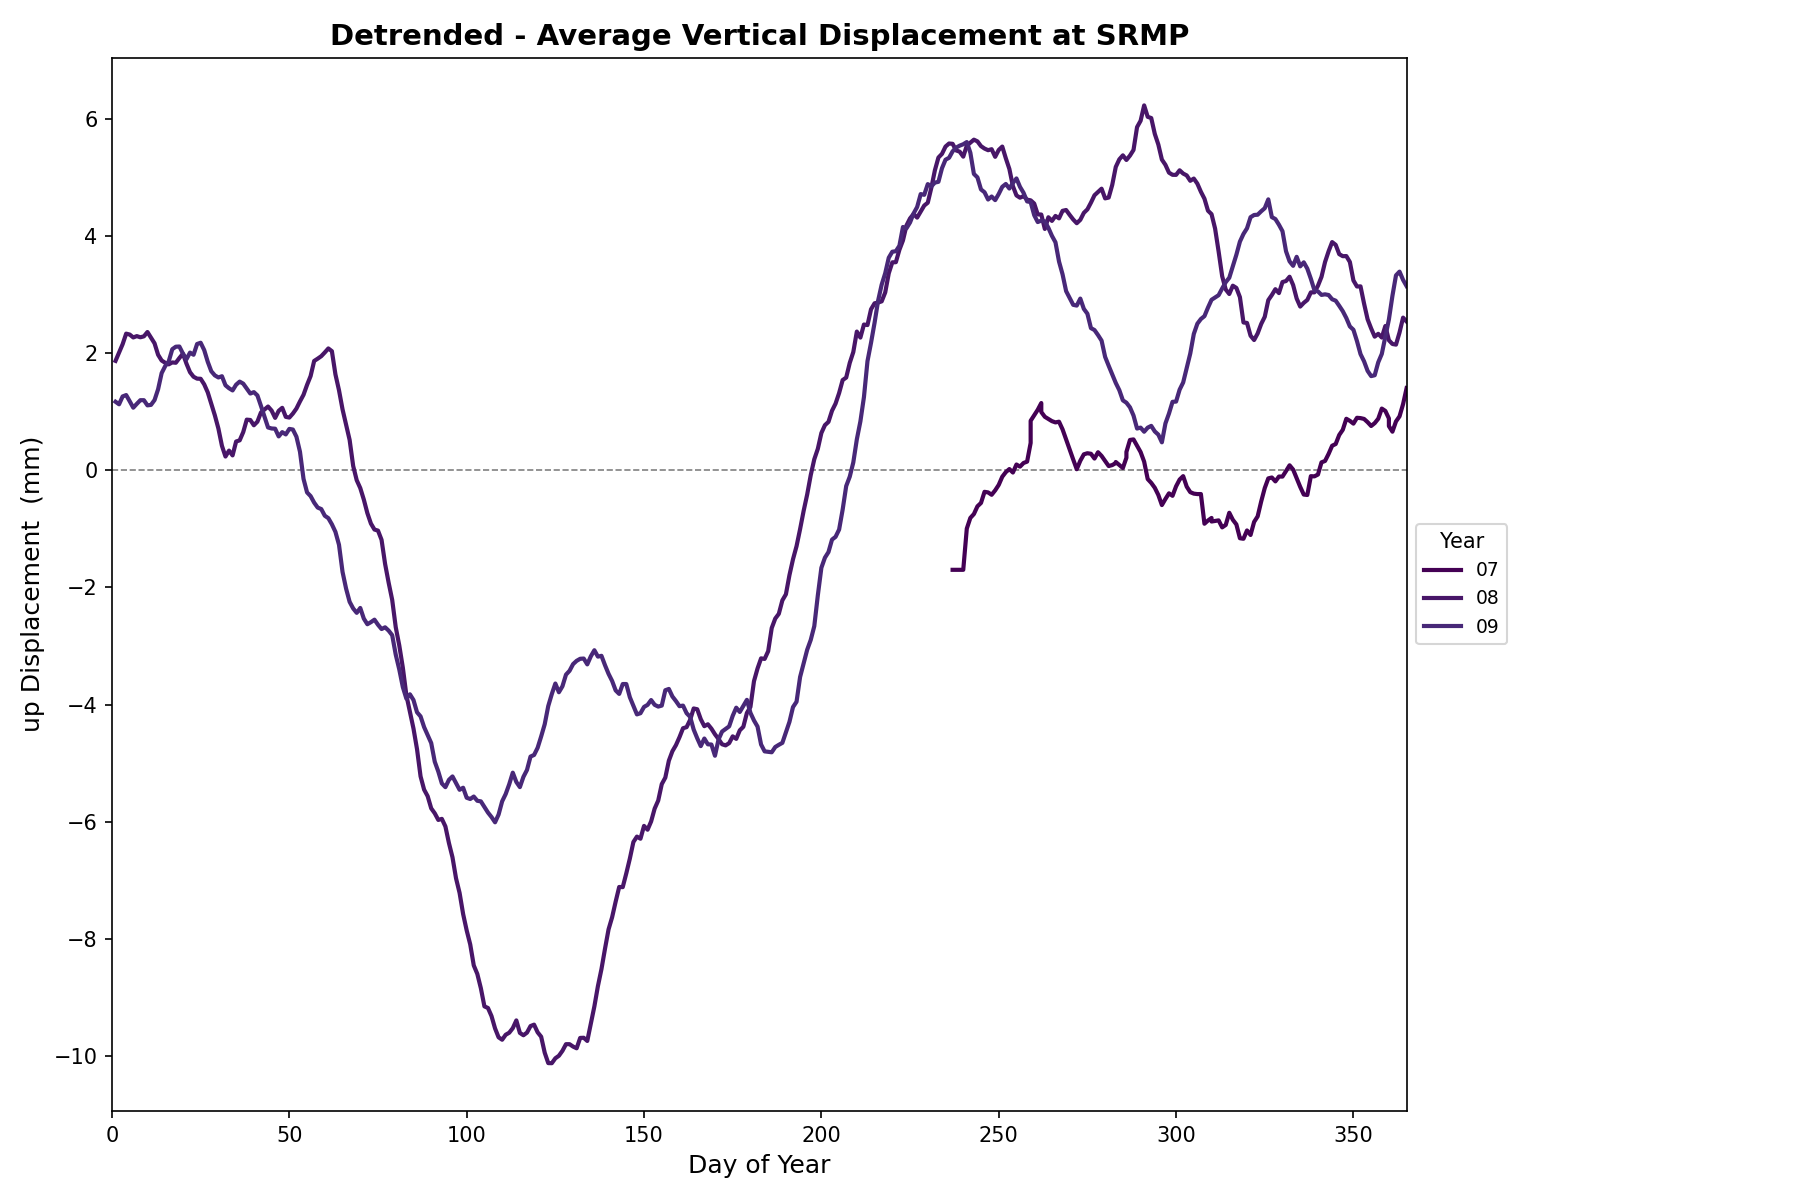 Detrended - Average Vertical Displacement at SRMP
up Displacement  (mm)
6
4
2
0
−2
−4
−6
−8
−10
0 50 100 150 200 250 300 350
Day of Year
Year
07
08
09